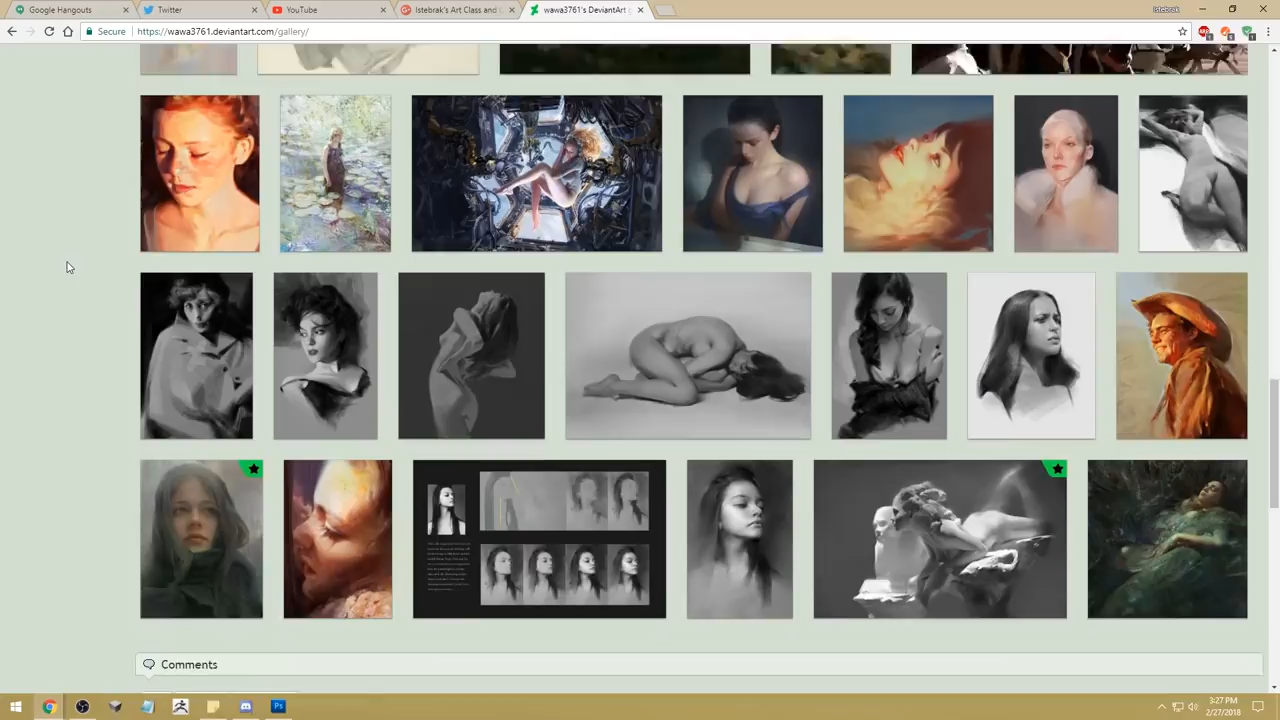 Google Hangouts
Twitter
YouTube
Istebrak's Art Class and
wawa3761's DeviantArt
Istebrak
Secure
https://wawa3761.deviantart.com/gallery/
Comments
Ps
3:27 PM
2/27/2018